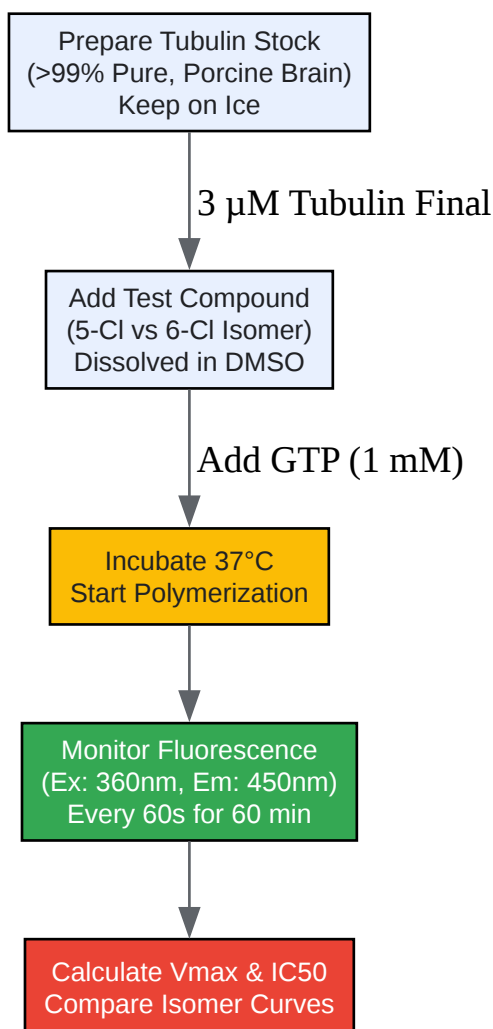 Prepare Tubulin Stock
(>99% Pure, Porcine Brain)
Keep on Ice
3 µM Tubulin Final
Add Test Compound
(5-Cl vs 6-Cl Isomer)
Dissolved in DMSO
Add GTP (1 mM)
Incubate 37°C
Start Polymerization
Monitor Fluorescence
(Ex: 360nm, Em: 450nm)
Every 60s for 60 min
Calculate Vmax & IC50
Compare Isomer Curves